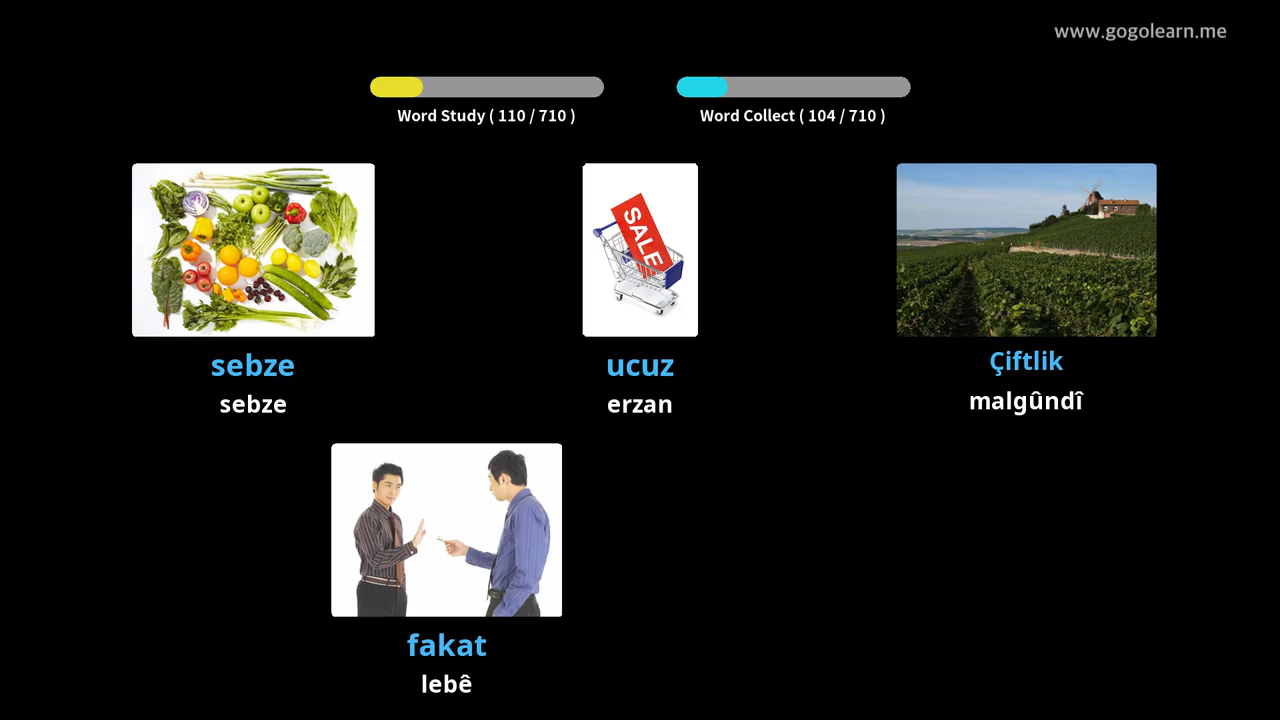 www.gogolearn.me
Word Study ( 110 / 710 )
Word Collect ( 104 / 710 )
SALE
sebze
sebze
ucuz
erzan
Çiftlik
malgûndî
fakat
lebê